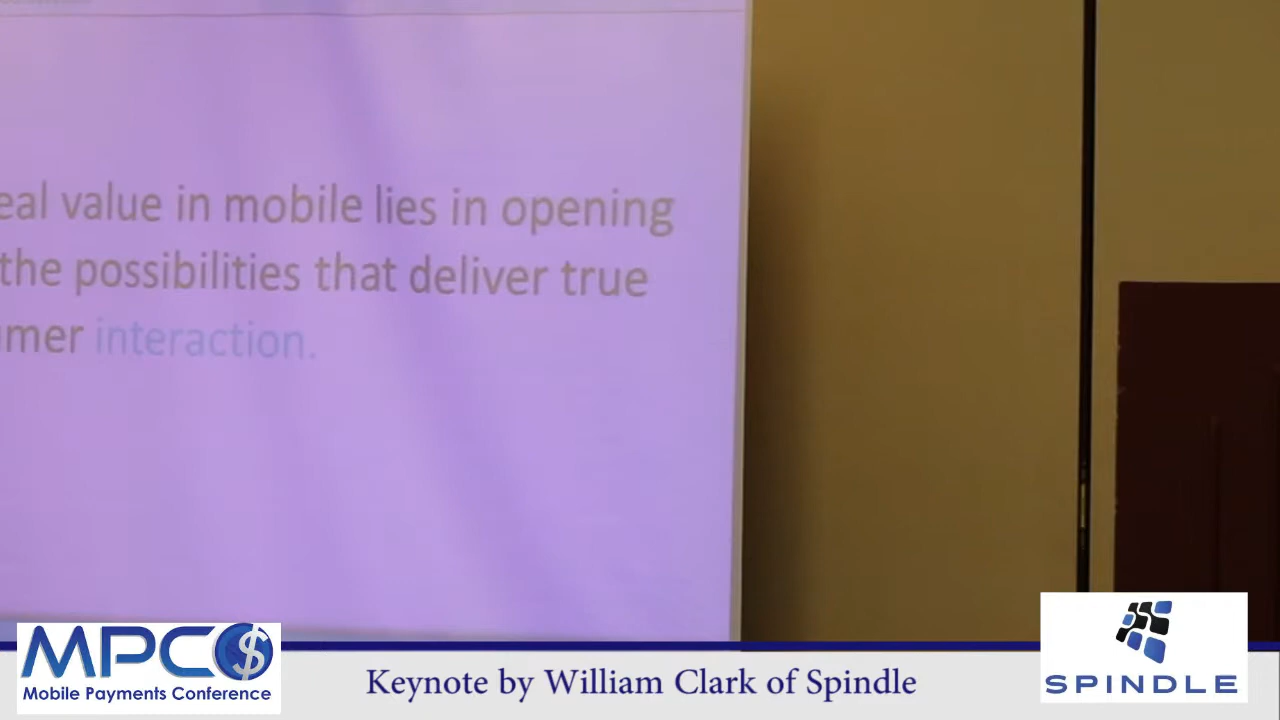 eal value in mobile lies in opening
the possibilities that deliver true
umer interaction.
MPC$
Mobile Payments Conference
Keynote by William Clark of Spindle
SPINDLE